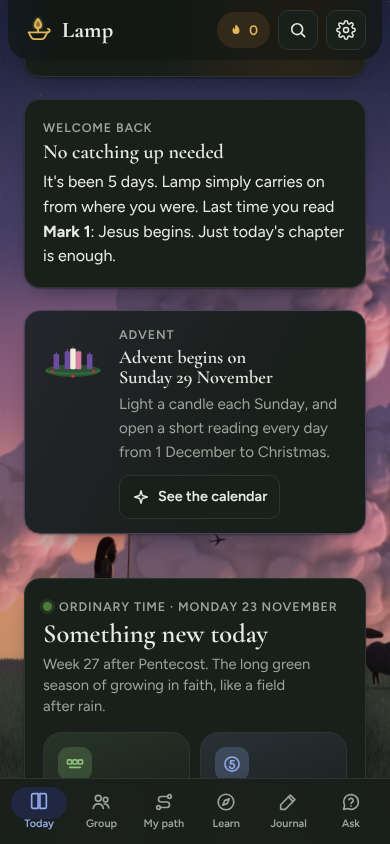 Lamp
0
WELCOME BACK
No catching up needed
It's been 5 days. Lamp simply carries on
from where you were. Last time you read
Mark 1: Jesus begins. Just today's chapter
is enough.
ADVENT
Advent begins on
Sunday 29 November
Light a candle each Sunday, and
open a short reading every day
from 1 December to Christmas.
See the calendar
ORDINARY TIME · MONDAY 23 NOVEMBER
Something new today
Week 27 after Pentecost. The long green
season of growing in faith, like a field
after rain.
5
Today
Group
My path
Learn
Journal
Ask